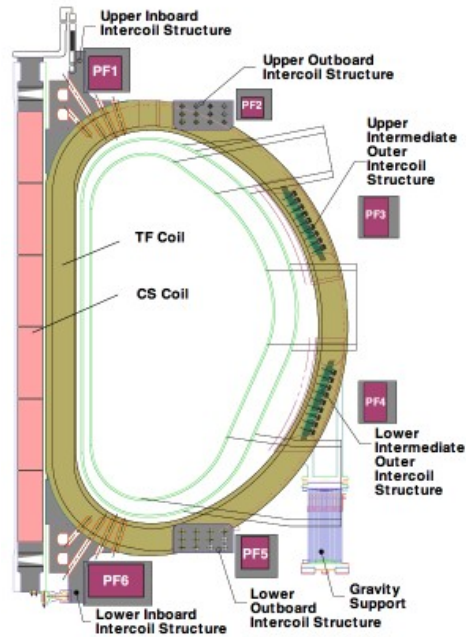 Upper Inboard
Intercoil Structure
PF1
Upper Outboard
Intercoil Structure
PF2
Upper
Intermediate
Outer
Intercoil
Structure
PF3
TF Coil
CS Coil
PF4
Lower
Intermediate
Outer
Intercoil
Structure
PF5
PF6
Lower Inboard
Intercoil Structure
Lower
Outboard
Intercoil Structure
Gravity
Support